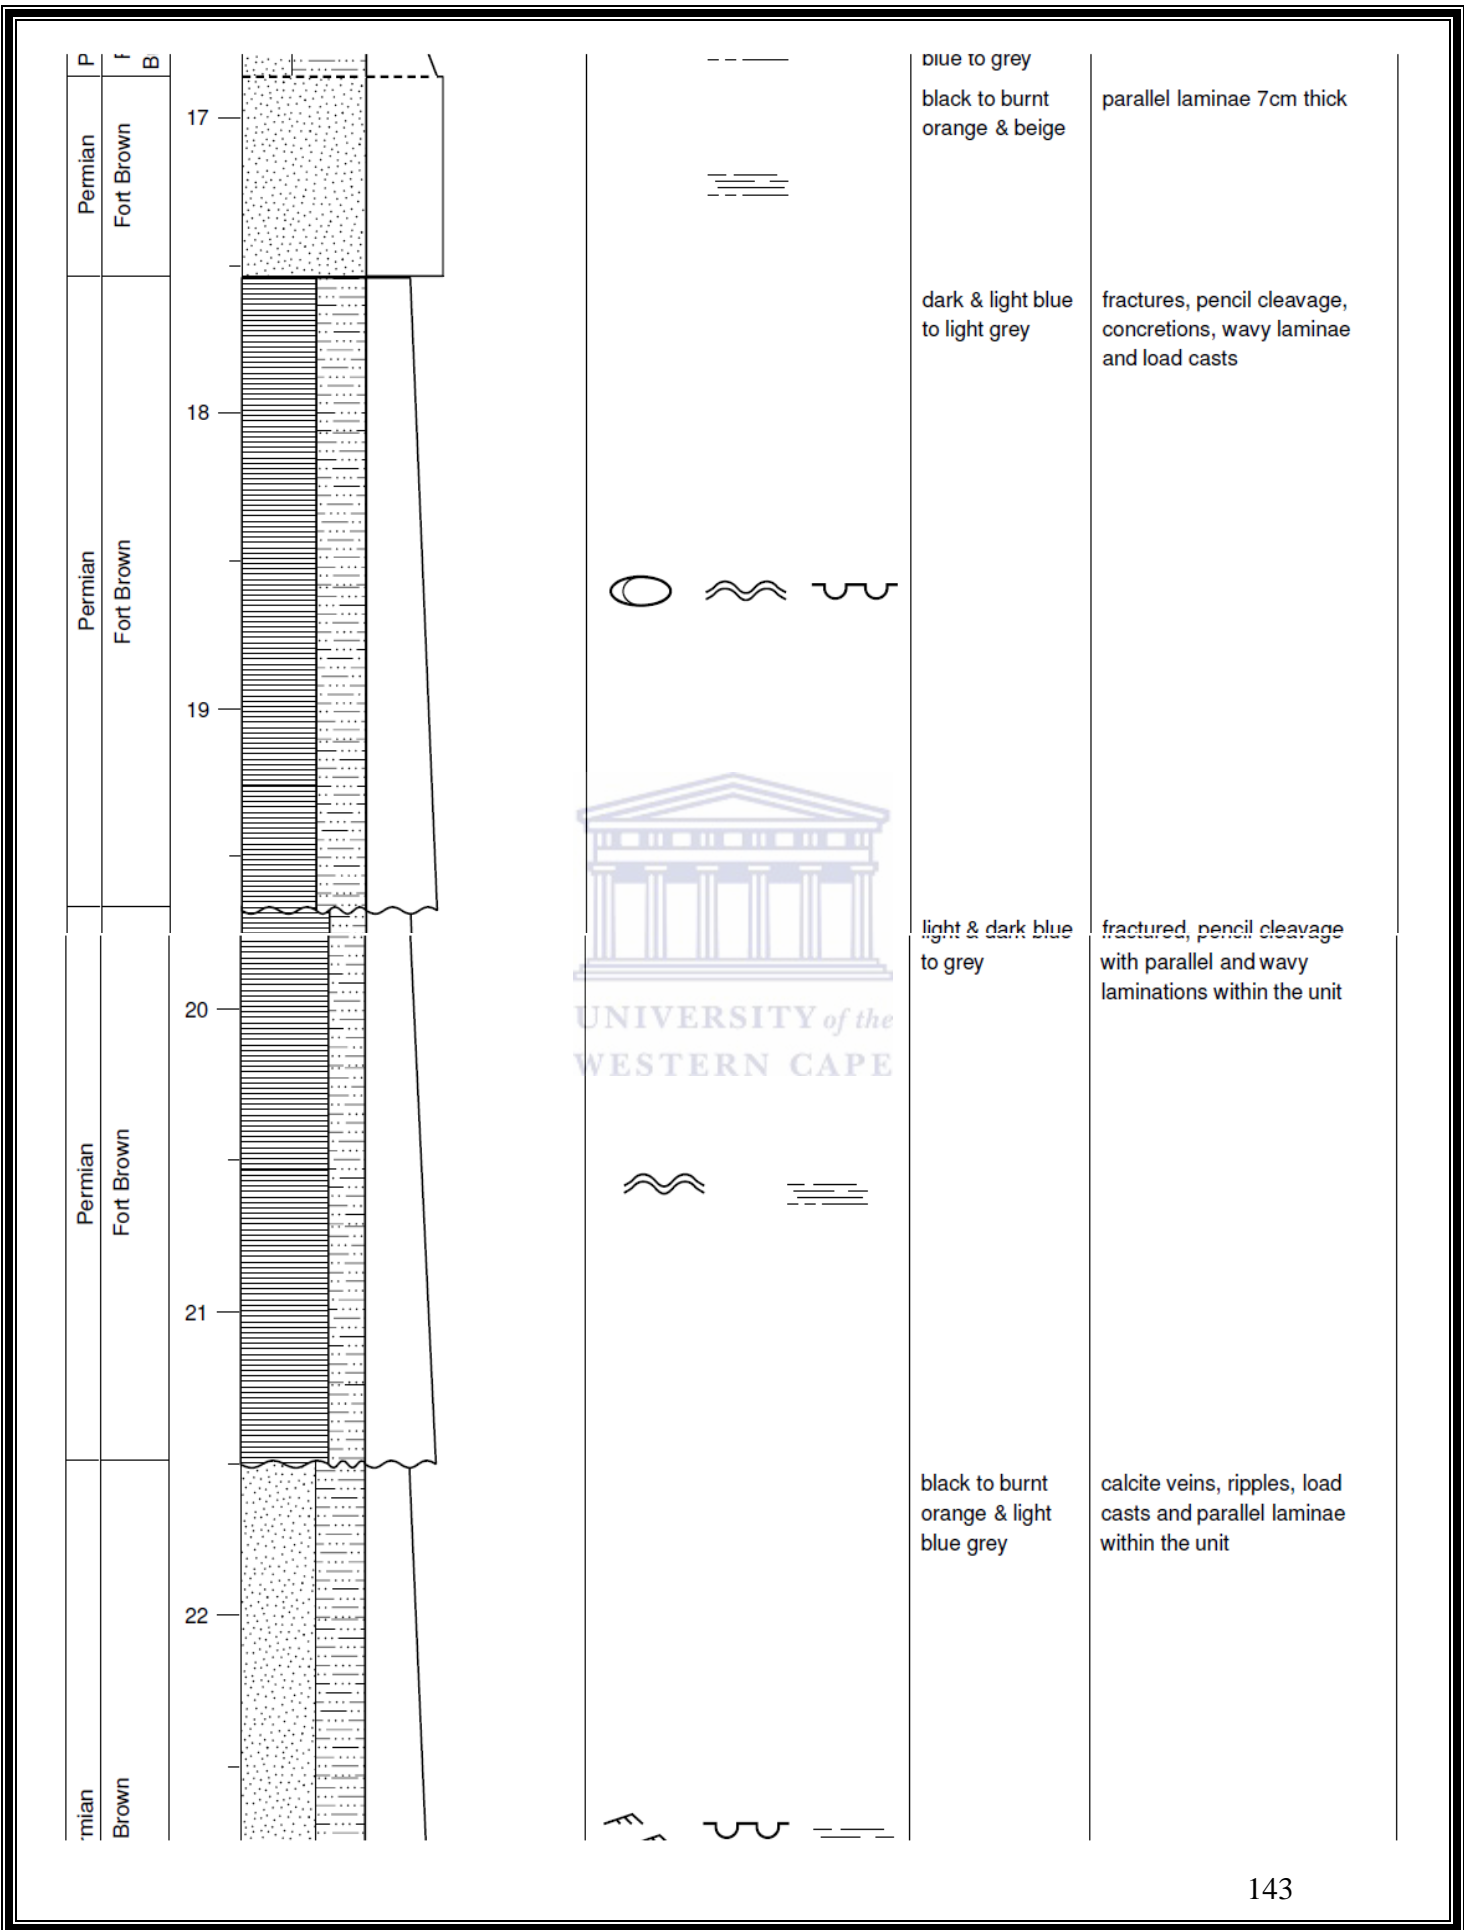 P
F
B
blue to grey
17
Permian
Fort Brown
black to burnt
orange & beige
parallel laminae 7cm thick
dark & light blue
to light grey
fractures, pencil cleavage,
concretions, wavy laminae
and load casts
18
Permian
Fort Brown
19
light & dark blue
to grey
fractured, pencil cleavage
with parallel and wavy
laminations within the unit
20
UNIVERSITY of the
WESTERN CAPE
Permian
Fort Brown
21
black to burnt
orange & light
blue grey
calcite veins, ripples, load
casts and parallel laminae
within the unit
22
rmian
Brown
143